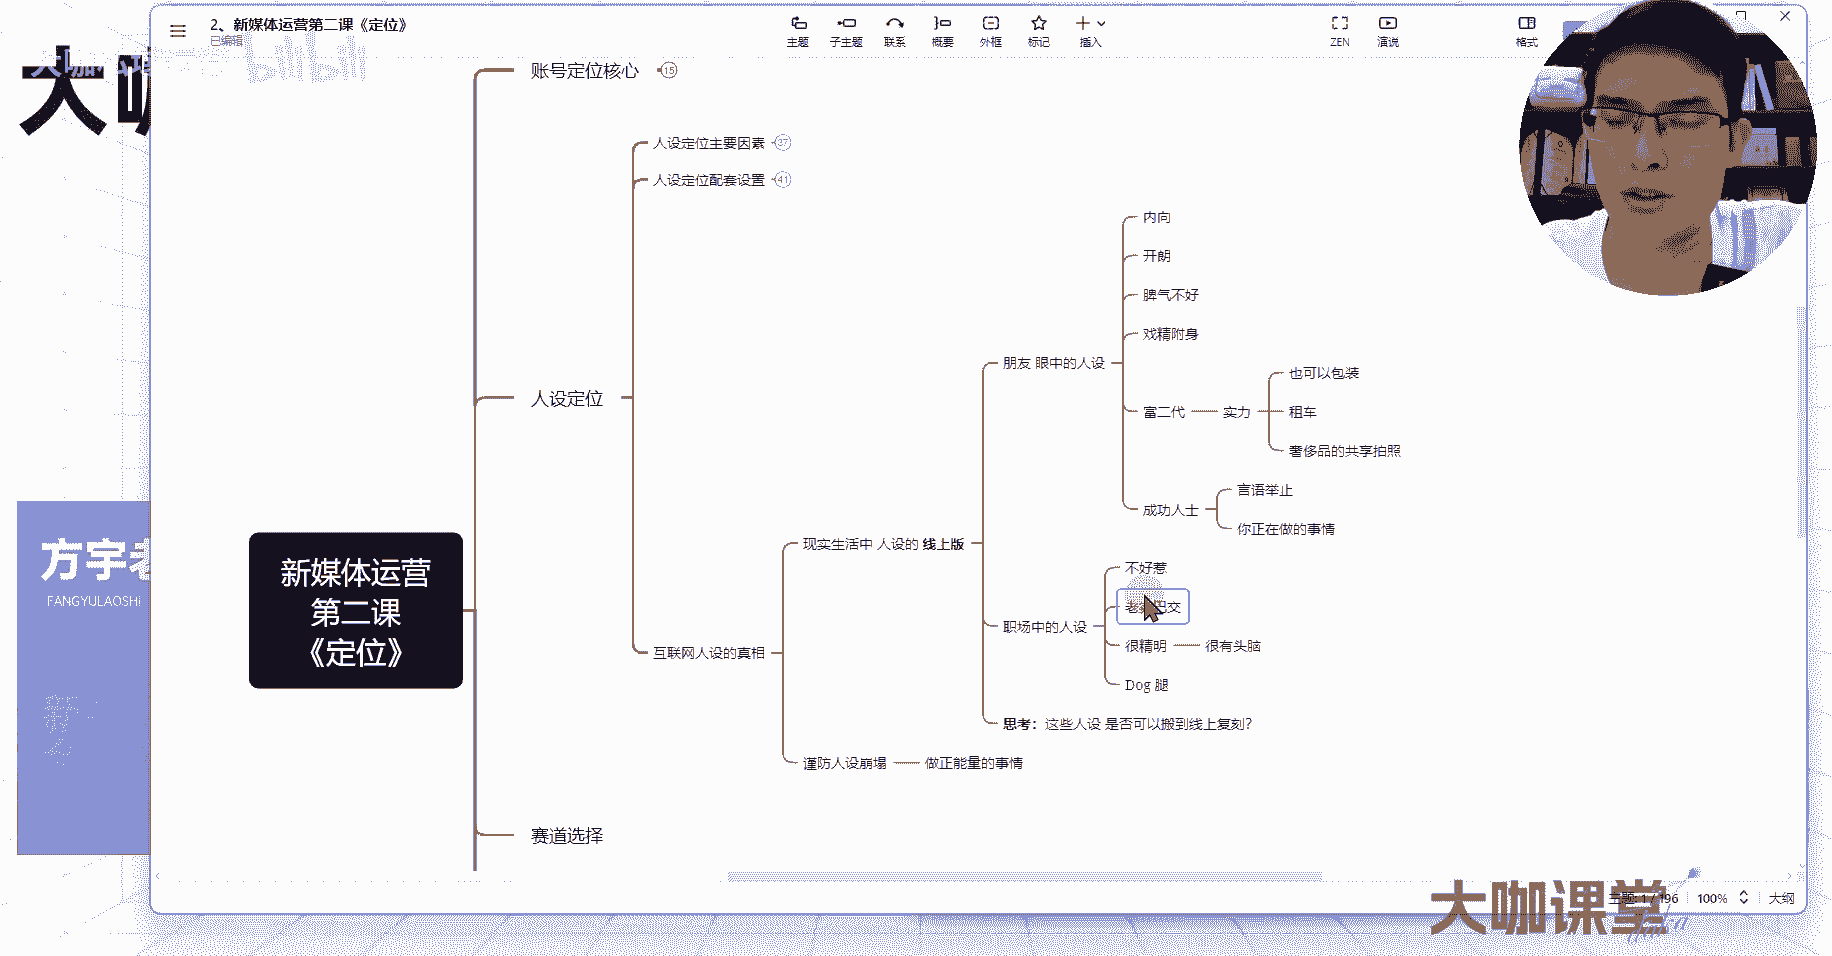 2、新媒体运营第二课《定位》
已编辑
主题
子主题
联系
概要
外框
标记
插入
ZEN
演说
格式
大咖
bilibili
账号定位核心
15
人设定位主要因素
37
人设定位配套设置
41
内向
开朗
脾气不好
戏精附身
朋友 眼中的人设
也可以包装
人设定位
富二代
实力
租车
奢侈品的共享拍照
言语举止
成功人士
你正在做的事情
方宇老
FANGYULAOSHI
新媒体运营
第二课
《定位》
现实生活中 人设的 线上版
不好惹
职场中的人设
很精明
很有头脑
互联网人设的真相
Dog 腿
思考：这些人设 是否可以搬到线上复刻?
谨防人设崩塌
做正能量的事情
赛道选择
大咖课堂
主题: 1 / 196
100%
大纲